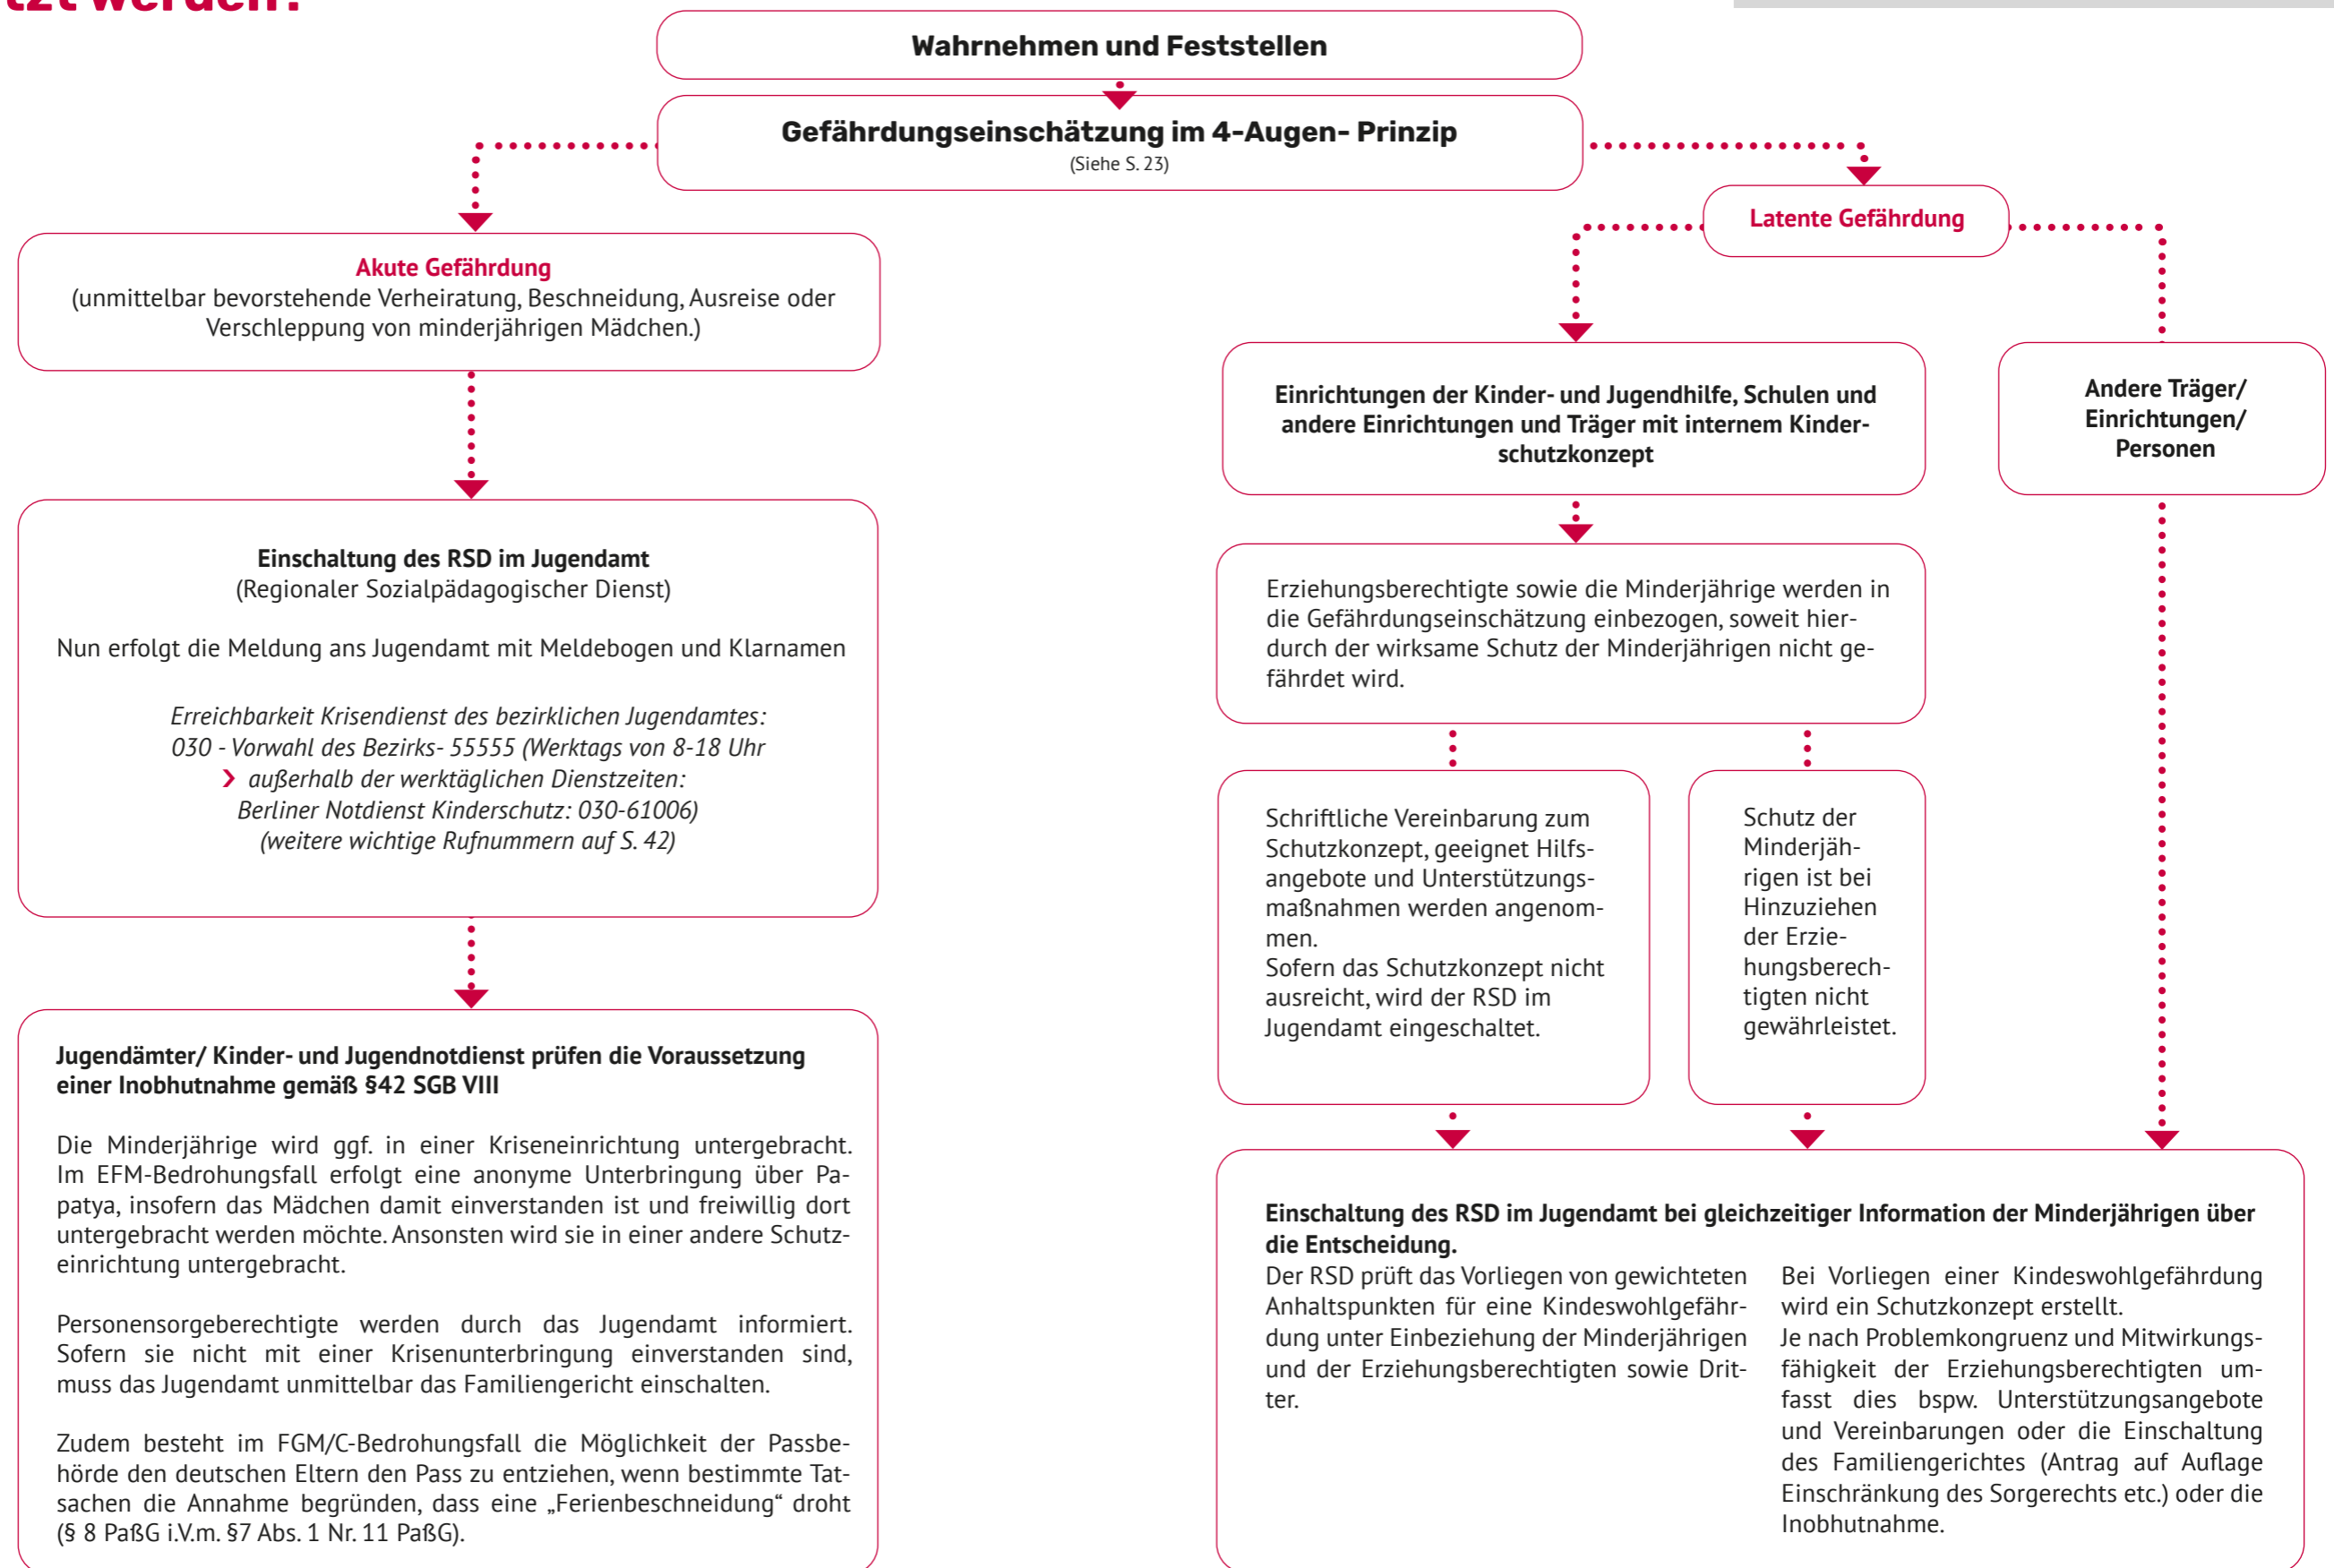 Wahrnehmen und Feststellen
Gefährdungseinschätzung im 4-Augen- Prinzip
(Siehe S. 23)
Akute Gefährdung
(unmittelbar bevorstehende Verheiratung, Beschneidung, Ausreise oder
Verschleppung von minderjährigen Mädchen.)
Einschaltung des RSD im Jugendamt
(Regionaler Sozialpädagogischer Dienst)
Nun erfolgt die Meldung ans Jugendamt mit Meldebogen und Klarnamen
Erreichbarkeit Krisendienst des bezirklichen Jugendamtes:
030 - Vorwahl des Bezirks- 55555 (Werktags von 8-18 Uhr
› außerhalb der werktäglichen Dienstzeiten:
Berliner Notdienst Kinderschutz: 030-61006)
(weitere wichtige Rufnummern auf S. 42)
Jugendämter/ Kinder- und Jugendnotdienst prüfen die Voraussetzung
einer Inobhutnahme gemäß §42 SGB VIII
Die Minderjährige wird ggf. in einer Kriseneinrichtung untergebracht.
Im EFM-Bedrohungsfall erfolgt eine anonyme Unterbringung über Pa-
patya, insofern das Mädchen damit einverstanden ist und freiwillig dort
untergebracht werden möchte. Ansonsten wird sie in einer andere Schutz-
einrichtung untergebracht.
Personensorgeberechtigte werden durch das Jugendamt informiert.
Sofern sie nicht mit einer Krisenunterbringung einverstanden sind,
muss das Jugendamt unmittelbar das Familiengericht einschalten.
Zudem besteht im FGM/C-Bedrohungsfall die Möglichkeit der Passbe-
hörde den deutschen Eltern den Pass zu entziehen, wenn bestimmte Tat-
sachen die Annahme begründen, dass eine „Ferienbeschneidung“ droht
(§ 8 PaßG i.V.m. §7 Abs. 1 Nr. 11 PaßG).
Latente Gefährdung
Einrichtungen der Kinder- und Jugendhilfe, Schulen und
andere Einrichtungen und Träger mit internem Kinder-
schutzkonzept
Andere Träger/
Einrichtungen/
Personen
Erziehungsberechtigte sowie die Minderjährige werden in
die Gefährdungseinschätzung einbezogen, soweit hier-
durch der wirksame Schutz der Minderjährigen nicht ge-
fährdet wird.
Schriftliche Vereinbarung zum
Schutzkonzept, geeignet Hilfs-
angebote und Unterstützungs-
maßnahmen werden angenom-
men.
Sofern das Schutzkonzept nicht
ausreicht, wird der RSD im
Jugendamt eingeschaltet.
Schutz der
Minderjäh-
rigen ist bei
Hinzuziehen
der Erzie-
hungsberech-
tigten nicht
gewährleistet.
Einschaltung des RSD im Jugendamt bei gleichzeitiger Information der Minderjährigen über
die Entscheidung.
Der RSD prüft das Vorliegen von gewichteten
Anhaltspunkten für eine Kindeswohlgefähr-
dung unter Einbeziehung der Minderjährigen
und der Erziehungsberechtigten sowie Drit-
ter.
Bei Vorliegen einer Kindeswohlgefährdung
wird ein Schutzkonzept erstellt.
Je nach Problemkongruenz und Mitwirkungs-
fähigkeit der Erziehungsberechtigten um-
fasst dies bspw. Unterstützungsangebote
und Vereinbarungen oder die Einschaltung
des Familiengerichtes (Antrag auf Auflage
Einschränkung des Sorgerechts etc.) oder die
Inobhutnahme.